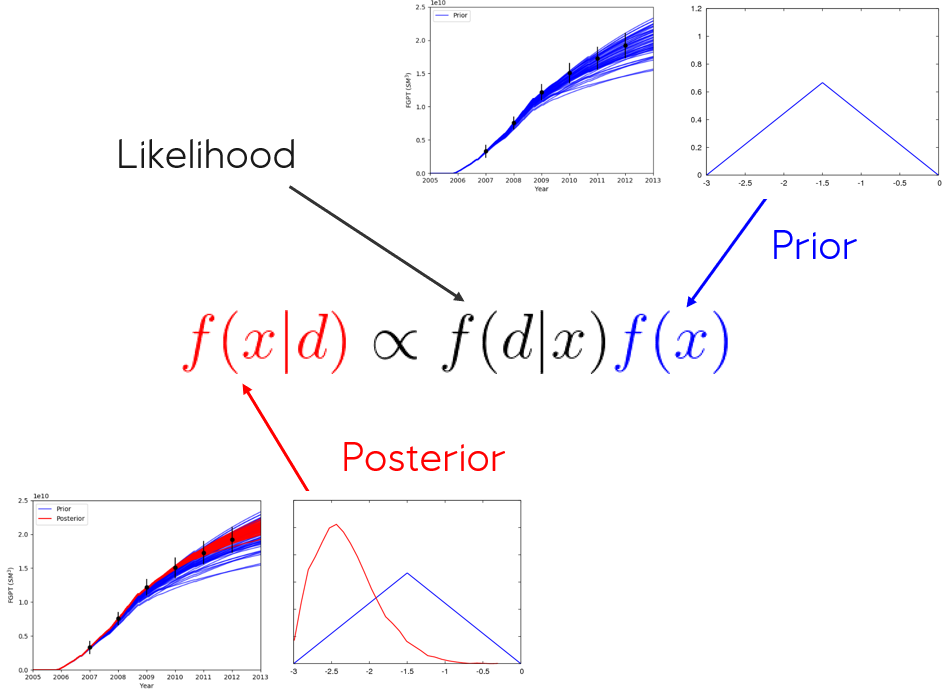 1e10
2.5
2.0
1.5
1.0
0.5
0.0
FGPT (SM³)
Prior
2005 2006 2007 2008 2009 2010 2011 2012 2013
Year
1.2
1
0.8
0.6
0.4
0.2
0
-3 -2.5 -2 -1.5 -1 -0.5 0
Likelihood
Prior
f(x|d) ∝ f(d|x)f(x)
Posterior
1e10
2.5
2.0
1.5
1.0
0.5
0.0
FGPT (SM³)
Prior
Posterior
2005 2006 2007 2008 2009 2010 2011 2012 2013
Year
-3 -2.5 -2 -1.5 -1 -0.5 0